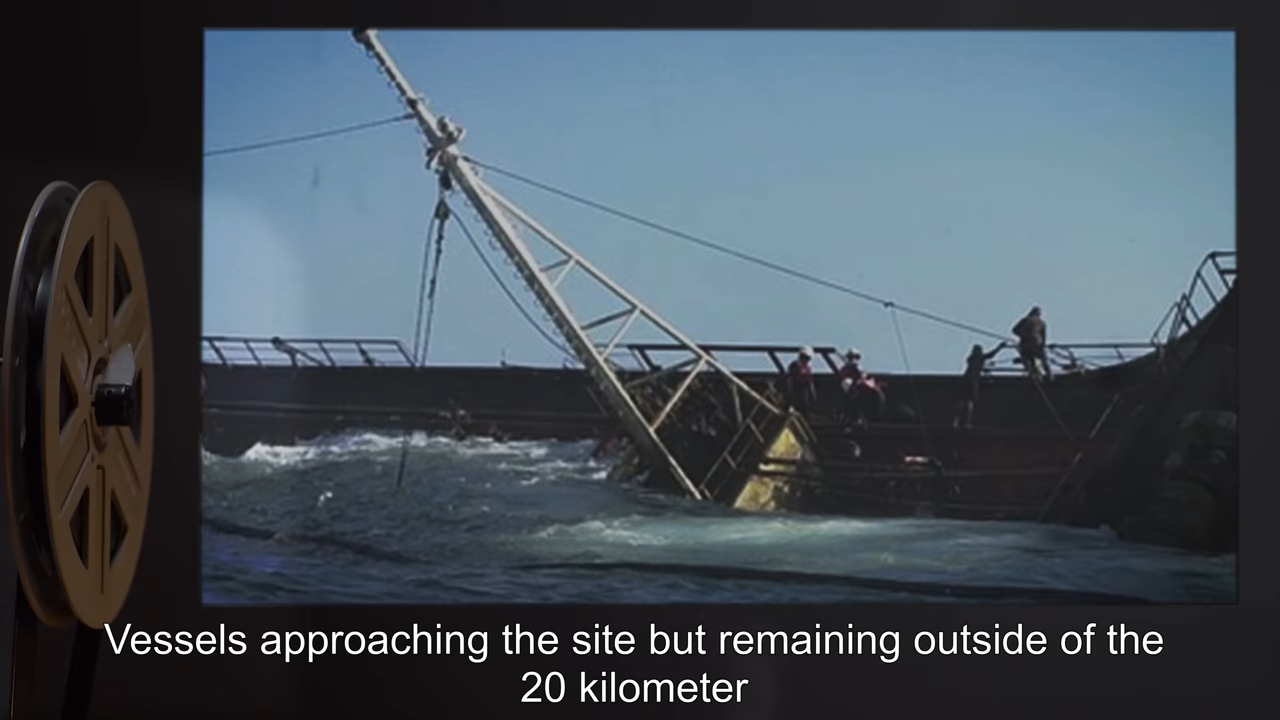 Vessels approaching the site but remaining outside of the
20 kilometer